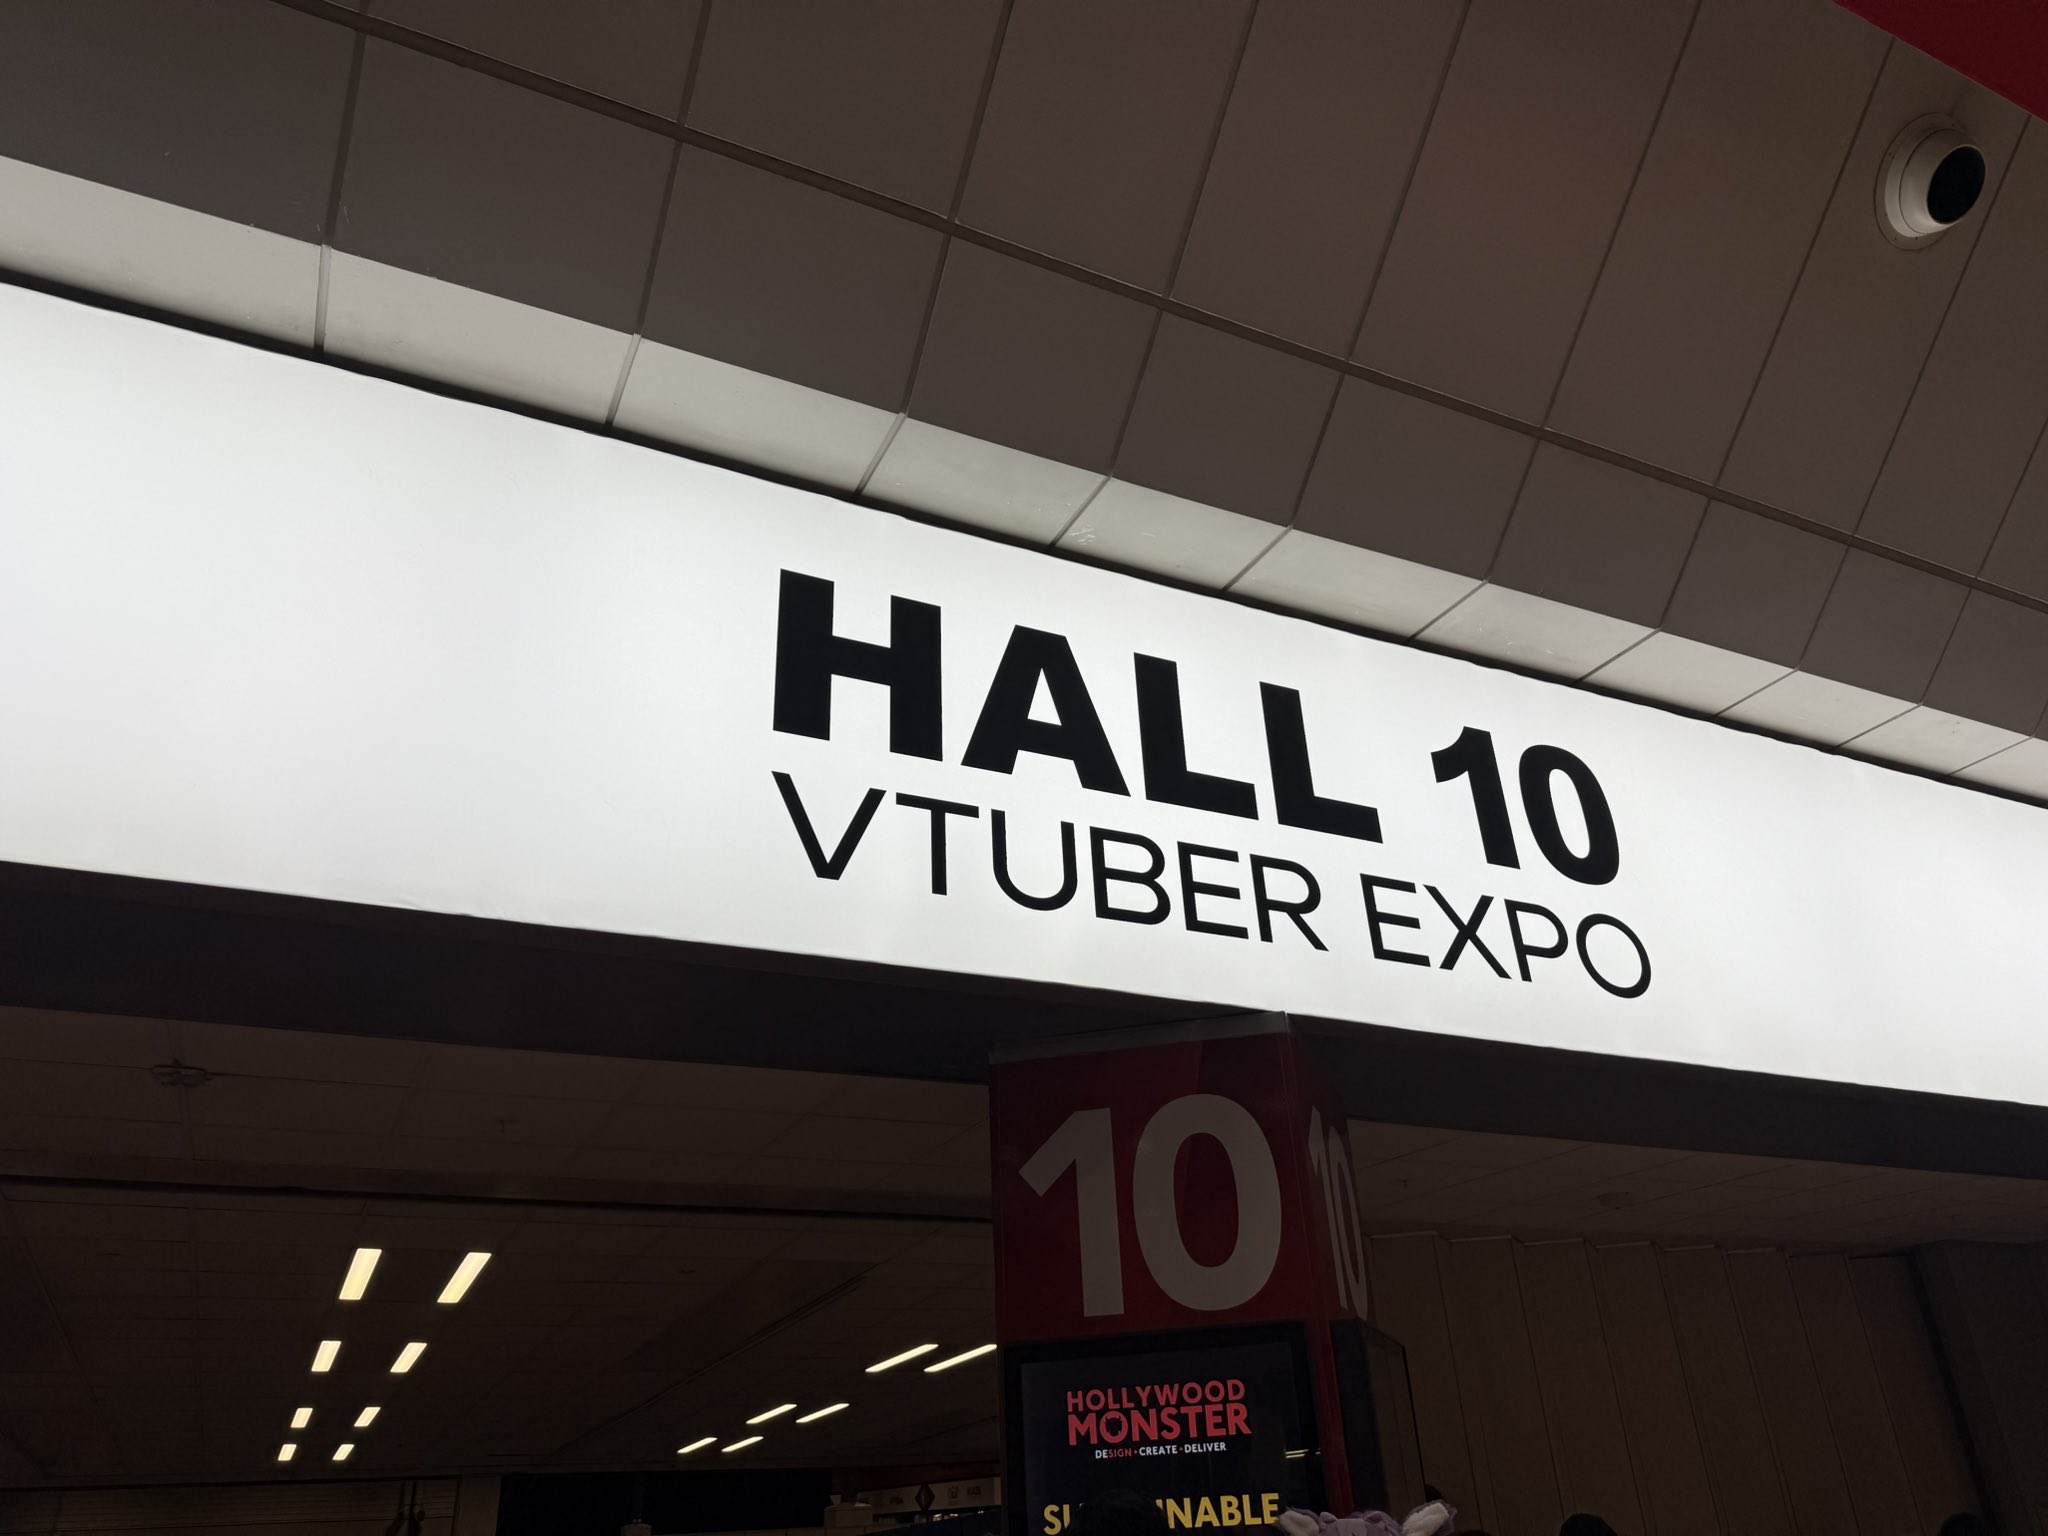 HALL 10
VTUBER EXPO
10
10
HOLLYWOOD
MONSTER
DESIGN • CREATE • DELIVER